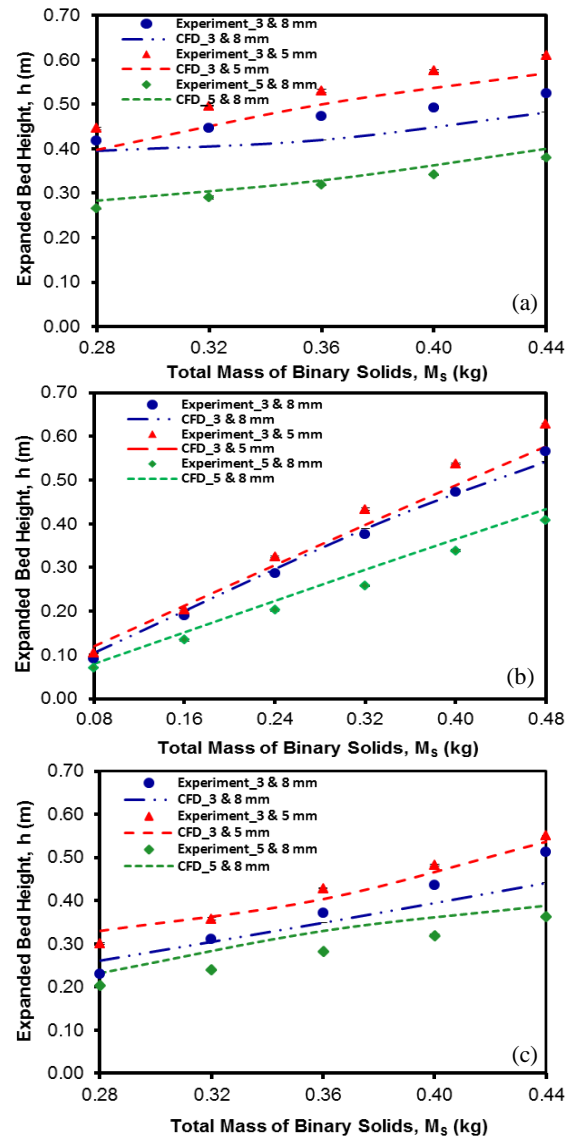 0.70
0.60
0.50
0.40
0.30
0.20
0.10
0.00
Expanded Bed Height, h (m)
Experiment_3 & 8 mm
CFD_3 & 8 mm
Experiment_3 & 5 mm
CFD_3 & 5 mm
Experiment_5 & 8 mm
CFD_5 & 8 mm
(a)
0.28 0.32 0.36 0.40 0.44
Total Mass of Binary Solids, Ms (kg)
0.70
0.60
0.50
0.40
0.30
0.20
0.10
0.00
Expanded Bed Height, h (m)
Experiment_3 & 8 mm
CFD_3 & 8 mm
Experiment_3 & 5 mm
CFD_3 & 5 mm
Experiment_5 & 8 mm
CFD_5 & 8 mm
(b)
0.08 0.16 0.24 0.32 0.40 0.48
Total Mass of Binary Solids, Ms (kg)
0.70
0.60
0.50
0.40
0.30
0.20
0.10
0.00
Expanded Bed Height, h (m)
Experiment_3 & 8 mm
CFD_3 & 8 mm
Experiment_3 & 5 mm
CFD_3 & 5 mm
Experiment_5 & 8 mm
CFD_5 & 8 mm
(c)
0.28 0.32 0.36 0.40 0.44
Total Mass of Binary Solids, Ms (kg)